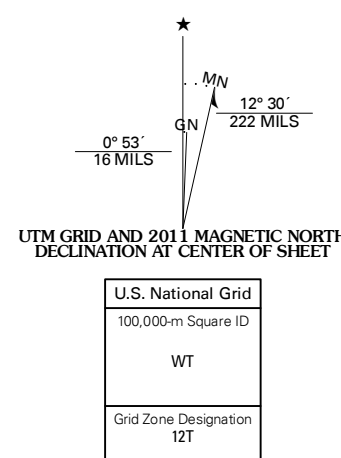 ★
MN
12° 30´
222 MILS
GN
0° 53´
16 MILS
UTM GRID AND 2011 MAGNETIC NORTH
DECLINATION AT CENTER OF SHEET
U.S. National Grid
100,000-m Square ID
WT
Grid Zone Designation
12T